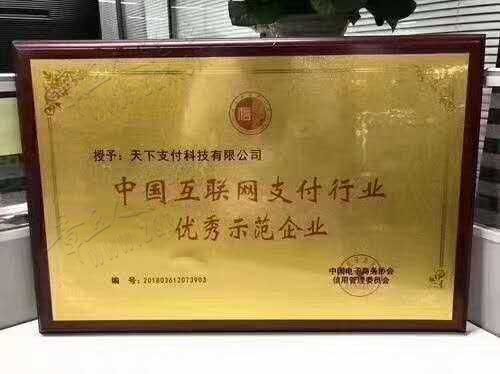 信
授予：天下支付科技有限公司
中国互联网支付行业
优秀示范企业
编 号：201803612073903
中国电子商务协会
信用管理委员会